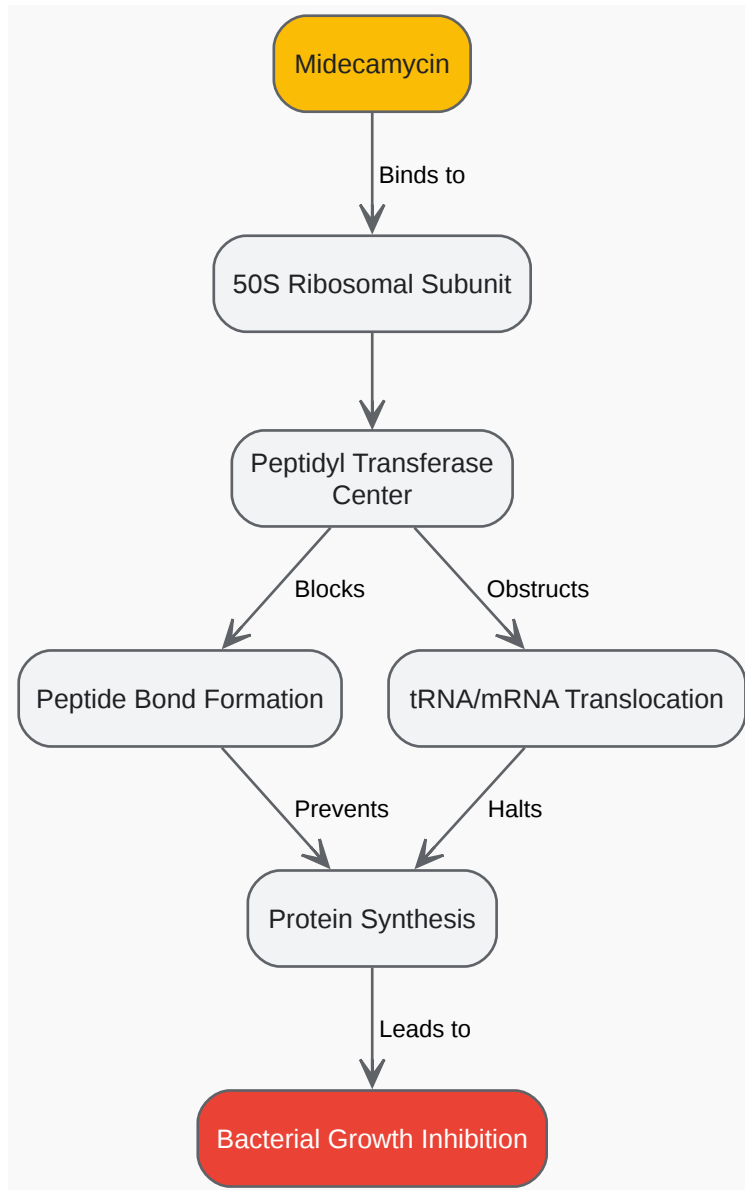 Midecamycin
Binds to
50S Ribosomal Subunit
Peptidyl Transferase
Center
Blocks
Obstructs
Peptide Bond Formation
tRNA/mRNA Translocation
Prevents
Halts
Protein Synthesis
Leads to
Bacterial Growth Inhibition